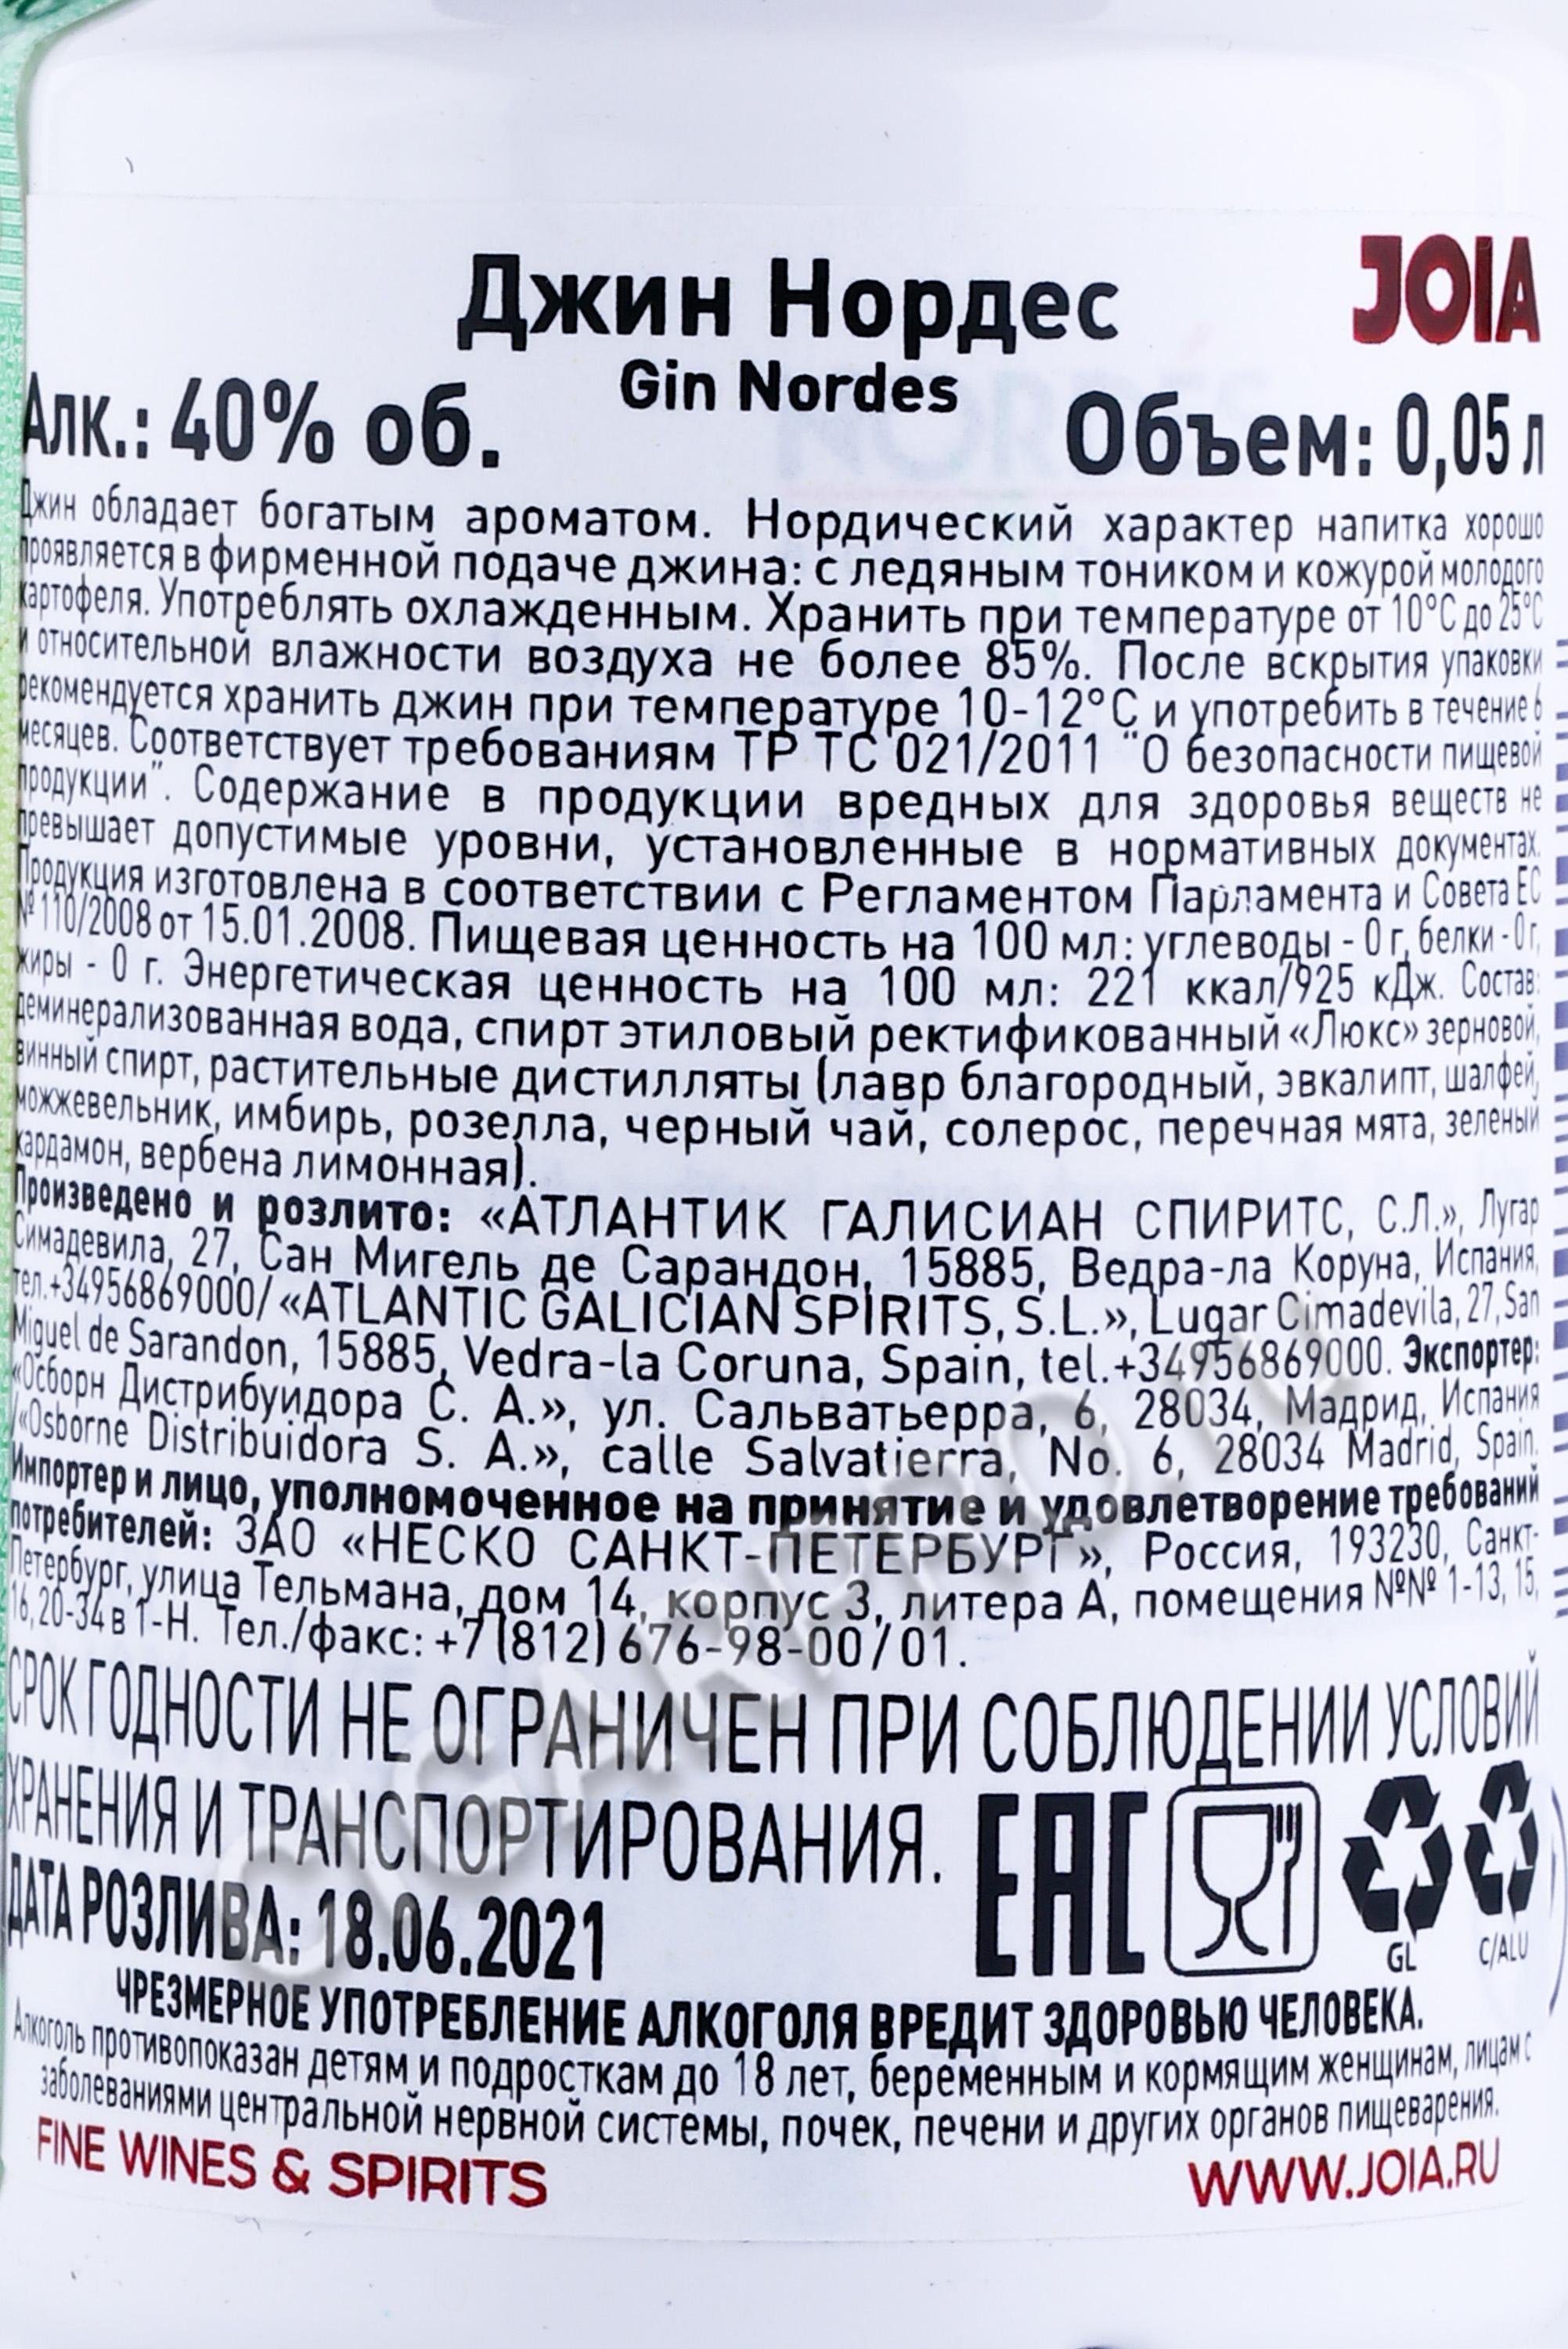 Джин Нордес
JOIA
Gin Nordes
Алк.: 40% об.
Объем: 0,05 л
Джин обладает богатым ароматом. Нордический характер напитка хорошо
проявляется в фирменной подаче джина: с ледяным тоником и кожурой молодого
картофеля. Употреблять охлажденным. Хранить при температуре от 10°C до 25°C
и относительной влажности воздуха не более 85%. После вскрытия упаковки
рекомендуется хранить джин при температуре 10-12°C и употребить в течение 6
месяцев. Соответствует требованиям ТР ТС 021/2011 "О безопасности пищевой
продукции". Содержание в продукции вредных для здоровья веществ не
превышает допустимые уровни, установленные в нормативных документах.
Продукция изготовлена в соответствии с Регламентом Парламента и Совета ЕС
№ 110/2008 от 15.01.2008. Пищевая ценность на 100 мл: углеводы - 0 г, белки - 0 г,
жиры - 0 г. Энергетическая ценность на 100 мл: 221 ккал/925 кДж. Состав:
деминерализованная вода, спирт этиловый ректификованный «Люкс» зерновой,
винный спирт, растительные дистилляты (лавр благородный, эвкалипт, шалфей,
можжевельник, имбирь, розелла, черный чай, солерос, перечная мята, зеленый
кардамон, вербена лимонная).
Произведено и розлито: «АТЛАНТИК ГАЛИСИАН СПИРИТС, С.Л.», Лугар
Симадевила, 27, Сан Мигель де Сарандон, 15885, Ведра-ла Коруна, Испания,
тел.+34956869000/ «ATLANTIC GALICIAN SPIRITS, S.L.», Lugar Cimadevila, 27, San
Miguel de Sarandon, 15885, Vedra-la Coruna, Spain, tel.+34956869000. Экспортер:
«Осборн Дистрибуидора С. А.», ул. Сальватьерра, 6, 28034, Мадрид, Испания
/«Osborne Distribuidora S. A.», calle Salvatierra, No. 6, 28034 Madrid, Spain.
Импортер и лицо, уполномоченное на принятие и удовлетворение требований
потребителей: ЗАО «НЕСКО САНКТ-ПЕТЕРБУРГ», Россия, 193230, Санкт-
Петербург, улица Тельмана, дом 14, корпус 3, литера А, помещения №№ 1-13, 15,
16, 20-34 в 1-Н. Тел./факс: +7 (812) 676-98-00 / 01.
СРОК ГОДНОСТИ НЕ ОГРАНИЧЕН ПРИ СОБЛЮДЕНИИ УСЛОВИЙ
ХРАНЕНИЯ И ТРАНСПОРТИРОВАНИЯ.
EAC
GL
C/ALU
ДАТА РОЗЛИВА: 18.06.2021
ЧРЕЗМЕРНОЕ УПОТРЕБЛЕНИЕ АЛКОГОЛЯ ВРЕДИТ ЗДОРОВЬЮ ЧЕЛОВЕКА.
Алкоголь противопоказан детям и подросткам до 18 лет, беременным и кормящим женщинам, лицам с
заболеваниями центральной нервной системы, почек, печени и других органов пищеварения.
FINE WINES & SPIRITS
WWW.JOIA.RU
CIGARPRO.ru